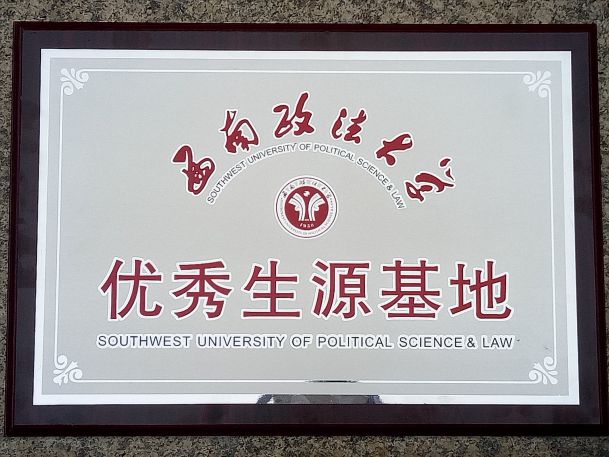 西南政法大学
SOUTHWEST UNIVERSITY OF POLITICAL SCIENCE & LAW
1950
优秀生源基地
SOUTHWEST UNIVERSITY OF POLITICAL SCIENCE & LAW